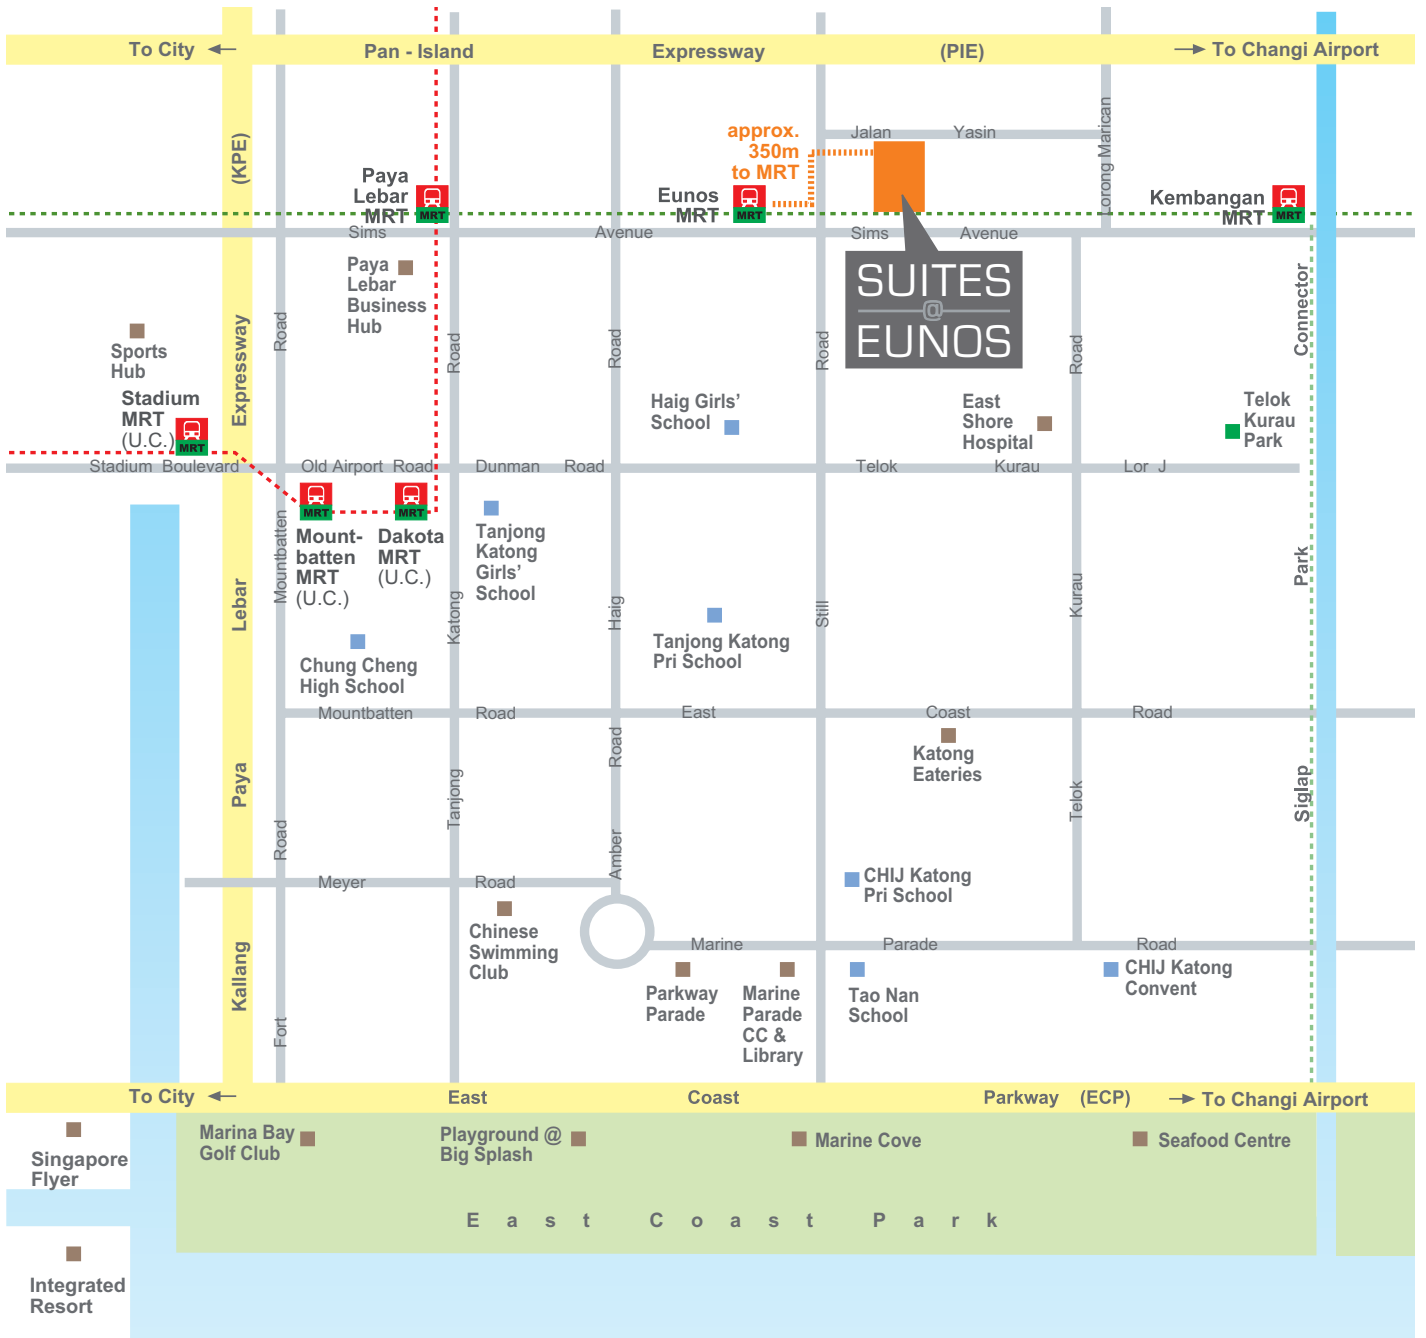 To City
Pan - Island
Expressway
(PIE)
To Changi Airport
(KPE)
Expressway
Lebar
Paya
Kallang
approx.
350m
to MRT
Jalan
Yasin
Lorong Marican
Paya
Lebar
MRT
MRT
Eunos
MRT
MRT
Kembangan
MRT
MRT
Sims
Avenue
Sims
Avenue
SUITES
@
EUNOS
Paya
Lebar
Business
Hub
Sports
Hub
Stadium
MRT
(U.C.)
MRT
Road
Road
Road
Road
Road
Connector
Haig Girls'
School
East
Shore
Hospital
Telok
Kurau
Park
Stadium Boulevard
Old Airport Road
Dunman Road
Telok
Kurau
Lor J
MRT
MRT
Mount-
batten
MRT
(U.C.)
Dakota
MRT
(U.C.)
Tanjong
Katong
Girls'
School
Mountbatten
Katong
Haig
Still
Kurau
Park
Chung Cheng
High School
Tanjong Katong
Pri School
Mountbatten
Road
East
Coast
Road
Katong
Eateries
Road
Tanjong
Road
Amber
Telok
Siglap
Meyer
Road
CHIJ Katong
Pri School
Chinese
Swimming
Club
Marine
Parade
Road
Parkway
Parade
Marine
Parade
CC &
Library
Tao Nan
School
CHIJ Katong
Convent
Fort
To City
East
Coast
Parkway
(ECP)
To Changi Airport
Singapore
Flyer
Marina Bay
Golf Club
Playground @
Big Splash
Marine Cove
Seafood Centre
East Coast Park
Integrated
Resort